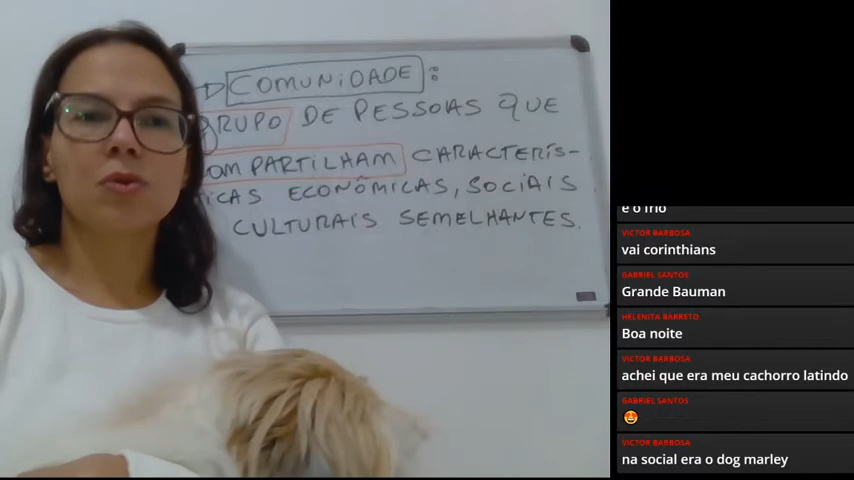 COMUNIDADE:
GRUPO DE PESSOAS QUE
COMPARTILHAM CARACTERÍS-
TICAS ECONÔMICAS, SOCIAIS
CULTURAIS SEMELHANTES.
e o frio
VICTOR BARBOSA
vai corinthians
GABRIEL SANTOS
Grande Bauman
HELENITA BARRETO
Boa noite
VICTOR BARBOSA
achei que era meu cachorro latindo
GABRIEL SANTOS
😍
VICTOR BARBOSA
na social era o dog marley